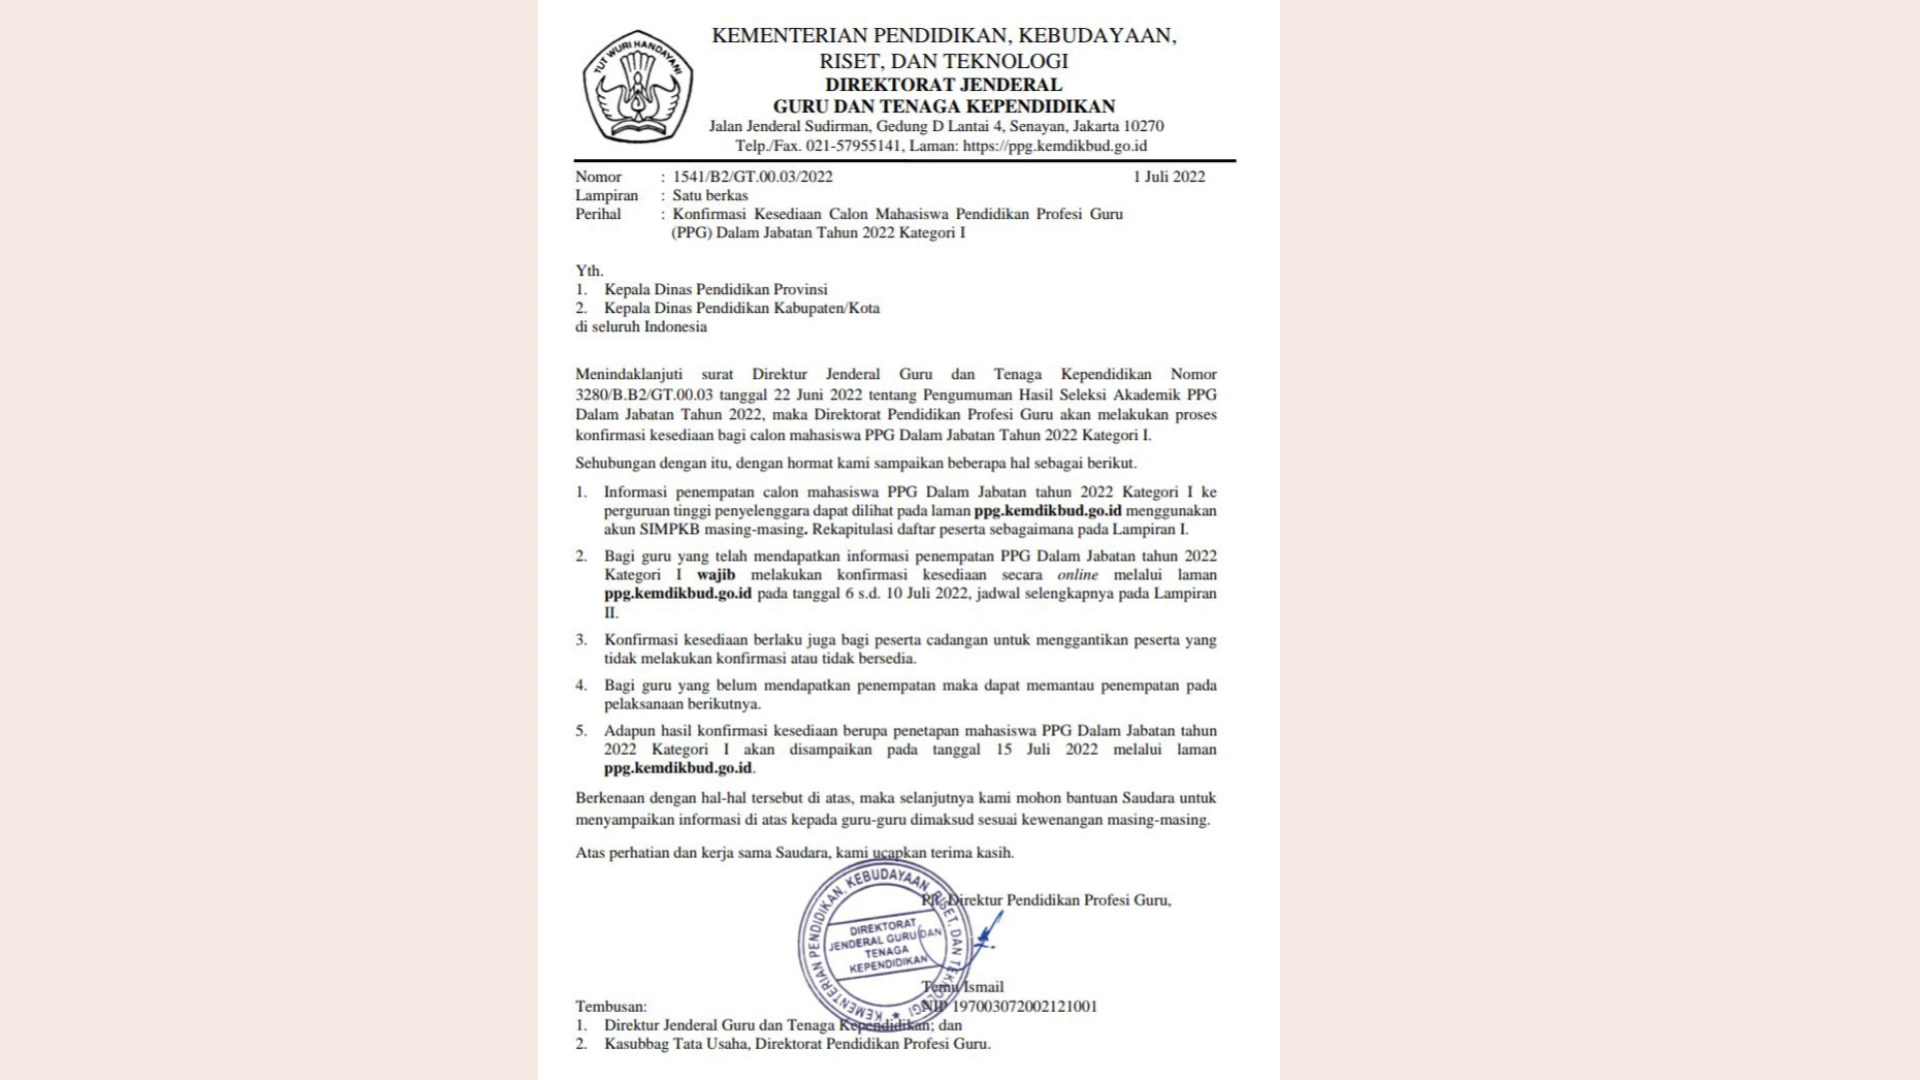 TUT WURI HANDAYANI
KEMENTERIAN PENDIDIKAN, KEBUDAYAAN,
RISET, DAN TEKNOLOGI
DIREKTORAT JENDERAL
GURU DAN TENAGA KEPENDIDIKAN
Jalan Jenderal Sudirman, Gedung D Lantai 4, Senayan, Jakarta 10270
Telp./Fax. 021-57955141, Laman: https://ppg.kemdikbud.go.id
Nomor : 1541/B2/GT.00.03/2022 1 Juli 2022
Lampiran : Satu berkas
Perihal : Konfirmasi Kesediaan Calon Mahasiswa Pendidikan Profesi Guru
(PPG) Dalam Jabatan Tahun 2022 Kategori I
Yth.
1. Kepala Dinas Pendidikan Provinsi
2. Kepala Dinas Pendidikan Kabupaten/Kota
di seluruh Indonesia
Menindaklanjuti surat Direktur Jenderal Guru dan Tenaga Kependidikan Nomor
3280/B.B2/GT.00.03 tanggal 22 Juni 2022 tentang Pengumuman Hasil Seleksi Akademik PPG
Dalam Jabatan Tahun 2022, maka Direktorat Pendidikan Profesi Guru akan melakukan proses
konfirmasi kesediaan bagi calon mahasiswa PPG Dalam Jabatan Tahun 2022 Kategori I.
Sehubungan dengan itu, dengan hormat kami sampaikan beberapa hal sebagai berikut.
1. Informasi penempatan calon mahasiswa PPG Dalam Jabatan tahun 2022 Kategori I ke
perguruan tinggi penyelenggara dapat dilihat pada laman ppg.kemdikbud.go.id menggunakan
akun SIMPKB masing-masing. Rekapitulasi daftar peserta sebagaimana pada Lampiran I.
2. Bagi guru yang telah mendapatkan informasi penempatan PPG Dalam Jabatan tahun 2022
Kategori I wajib melakukan konfirmasi kesediaan secara online melalui laman
ppg.kemdikbud.go.id pada tanggal 6 s.d. 10 Juli 2022, jadwal selengkapnya pada Lampiran
II.
3. Konfirmasi kesediaan berlaku juga bagi peserta cadangan untuk menggantikan peserta yang
tidak melakukan konfirmasi atau tidak bersedia.
4. Bagi guru yang belum mendapatkan penempatan maka dapat memantau penempatan pada
pelaksanaan berikutnya.
5. Adapun hasil konfirmasi kesediaan berupa penetapan mahasiswa PPG Dalam Jabatan tahun
2022 Kategori I akan disampaikan pada tanggal 15 Juli 2022 melalui laman
ppg.kemdikbud.go.id.
Berkenaan dengan hal-hal tersebut di atas, maka selanjutnya kami mohon bantuan Saudara untuk
menyampaikan informasi di atas kepada guru-guru dimaksud sesuai kewenangan masing-masing.
Atas perhatian dan kerja sama Saudara, kami ucapkan terima kasih.
Direktur Pendidikan Profesi Guru,
KEMENTERIAN PENDIDIKAN, KEBUDAYAAN, RISET, DAN TEKNOLOGI
DIREKTORAT
JENDERAL GURU DAN
TENAGA
KEPENDIDIKAN
Temu Ismail
NIP 197003072002121001
Tembusan:
1. Direktur Jenderal Guru dan Tenaga Kependidikan; dan
2. Kasubbag Tata Usaha, Direktorat Pendidikan Profesi Guru.